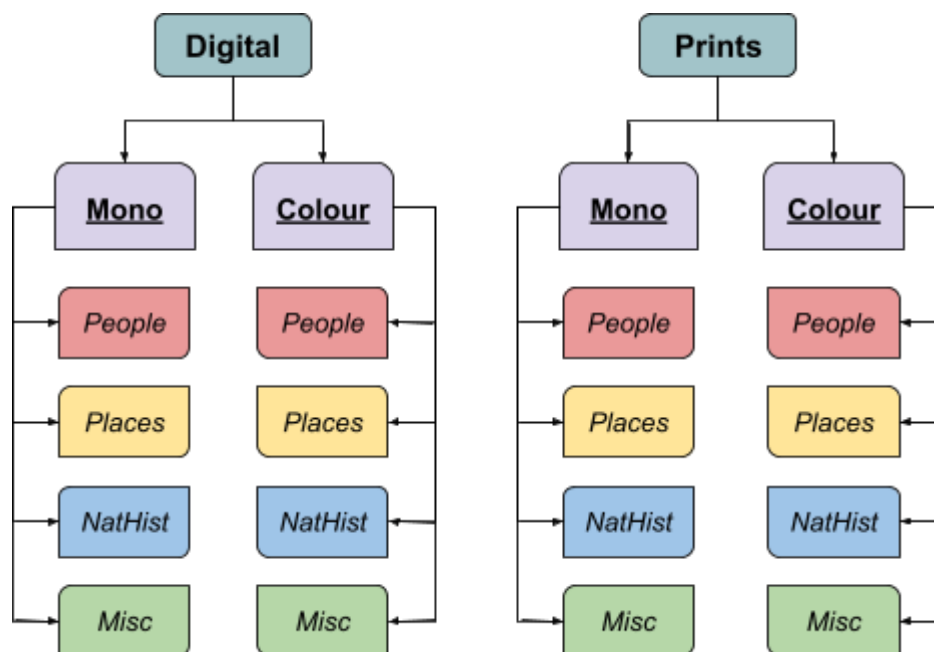 Digital
Prints
Mono
Colour
Mono
Colour
People
People
People
People
Places
Places
Places
Places
NatHist
NatHist
NatHist
NatHist
Misc
Misc
Misc
Misc